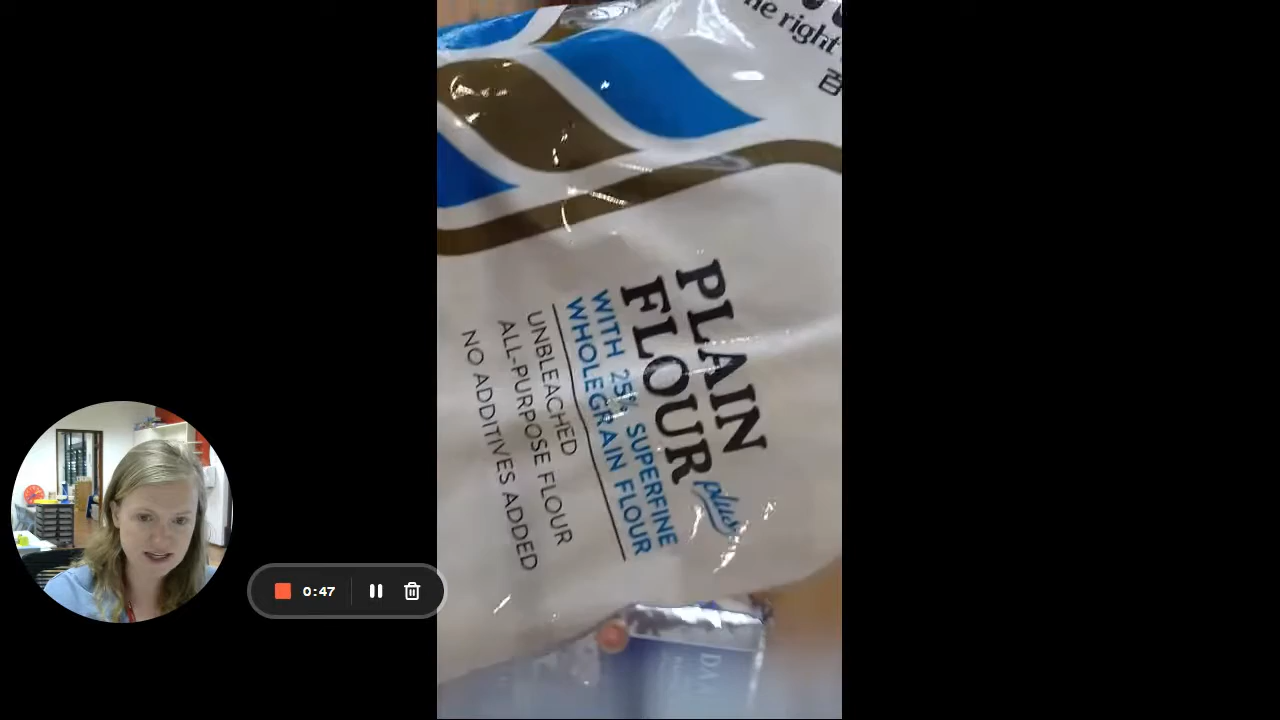 he right
百
PLAIN
FLOUR plus
WITH 25% SUPERFINE
WHOLEGRAIN FLOUR
UNBLEACHED
ALL-PURPOSE FLOUR
NO ADDITIVES ADDED
0:47